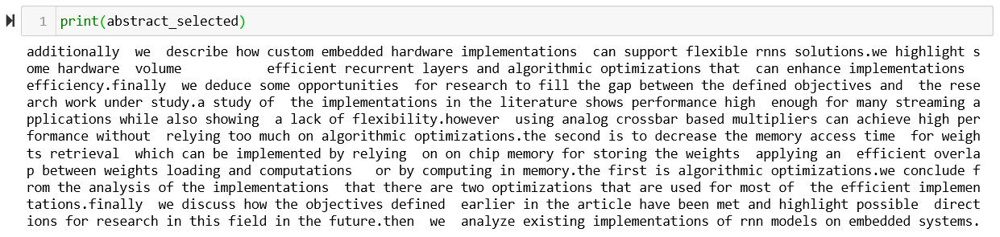 1 print(abstract_selected)
additionally  we  describe how custom embedded hardware implementations  can support flexible rnns solutions.we highlight s
ome hardware  volume           efficient recurrent layers and algorithmic optimizations that  can enhance implementations
efficiency.finally  we deduce some opportunities  for research to fill the gap between the defined objectives and  the rese
arch work under study.a study of  the implementations in the literature shows performance high  enough for many streaming a
pplications while also showing  a lack of flexibility.however  using analog crossbar based multipliers can achieve high per
formance without  relying too much on algorithmic optimizations.the second is to decrease the memory access time  for weigh
ts retrieval  which can be implemented by relying  on on chip memory for storing the weights  applying an  efficient overla
p between weights loading and computations   or by computing in memory.the first is algorithmic optimizations.we conclude f
rom the analysis of the implementations  that there are two optimizations that are used for most of  the efficient implemen
tations.finally  we discuss how the objectives defined  earlier in the article have been met and highlight possible  direct
ions for research in this field in the future.then  we  analyze existing implementations of rnn models on embedded systems.